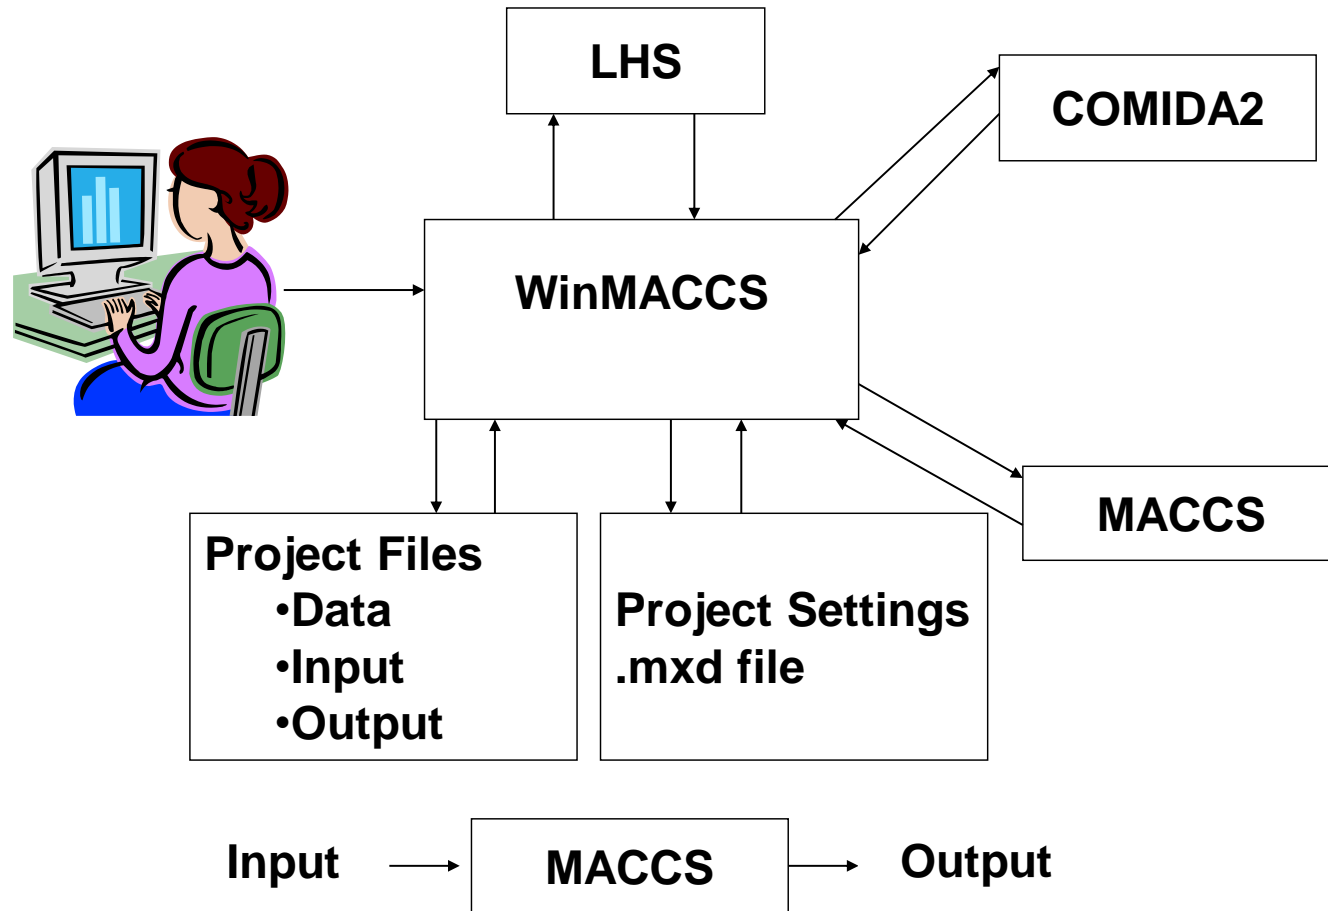 LHS
COMIDA2
WinMACCS
MACCS
Project Files
•Data
•Input
•Output
Project Settings
.mxd file
Input
MACCS
Output